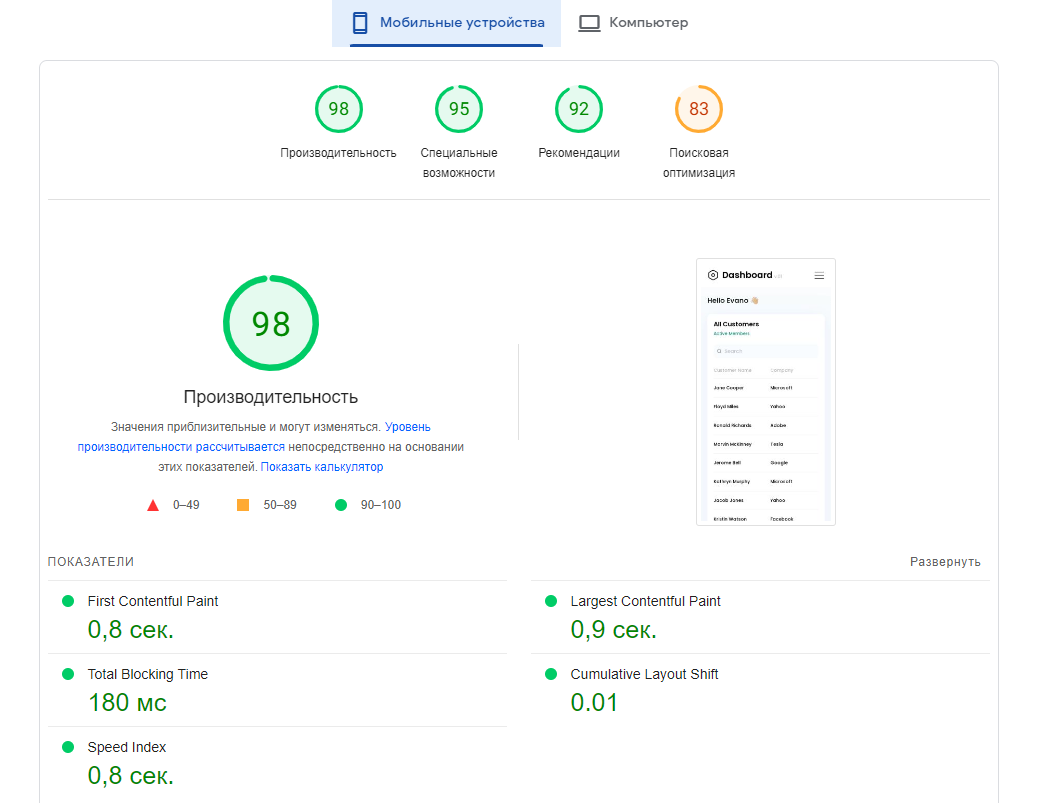 Мобильные устройства
Компьютер
98
95
92
83
Производительность
Специальные
возможности
Рекомендации
Поисковая
оптимизация
98
Производительность
Значения приблизительные и могут изменяться. Уровень
производительности рассчитывается непосредственно на основании
этих показателей. Показать калькулятор
0–49
50–89
90–100
Dashboard
Hello Evano
All Customers
Active Members
Search
Customer Name Company
Jane Cooper Microsoft
Floyd Miles Yahoo
Ronald Richards Adobe
Marvin McKinney Tesla
Jerome Bell Google
Kathryn Murphy Microsoft
Jacob Jones Yahoo
Kristin Watson Facebook
ПОКАЗАТЕЛИ
Развернуть
First Contentful Paint
0,8 сек.
Largest Contentful Paint
0,9 сек.
Total Blocking Time
180 мс
Cumulative Layout Shift
0.01
Speed Index
0,8 сек.